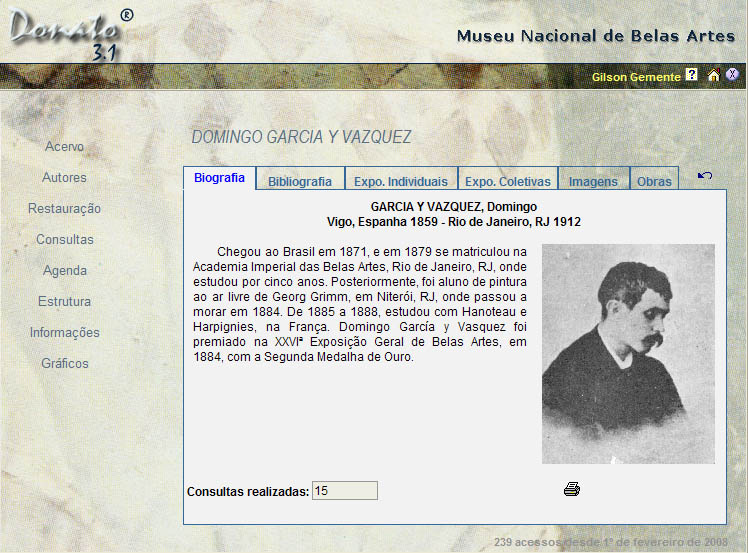 Donato ®
3.1
Museu Nacional de Belas Artes
Gilson Gemente ? X
DOMINGO GARCIA Y VAZQUEZ
Acervo
Autores
Restauração
Consultas
Agenda
Estrutura
Informações
Gráficos
Biografia Bibliografia Expo. Individuais Expo. Coletivas Imagens Obras
GARCIA Y VAZQUEZ, Domingo
Vigo, Espanha 1859 - Rio de Janeiro, RJ 1912
Chegou ao Brasil em 1871, e em 1879 se matriculou na
Academia Imperial das Belas Artes, Rio de Janeiro, RJ, onde
estudou por cinco anos. Posteriormente, foi aluno de pintura
ao ar livre de Georg Grimm, em Niterói, RJ, onde passou a
morar em 1884. De 1885 a 1888, estudou com Hanoteau e
Harpignies, na França. Domingo García y Vasquez foi
premiado na XXVIª Exposição Geral de Belas Artes, em
1884, com a Segunda Medalha de Ouro.
Consultas realizadas: 15
239 acessos desde 1º de fevereiro de 2008